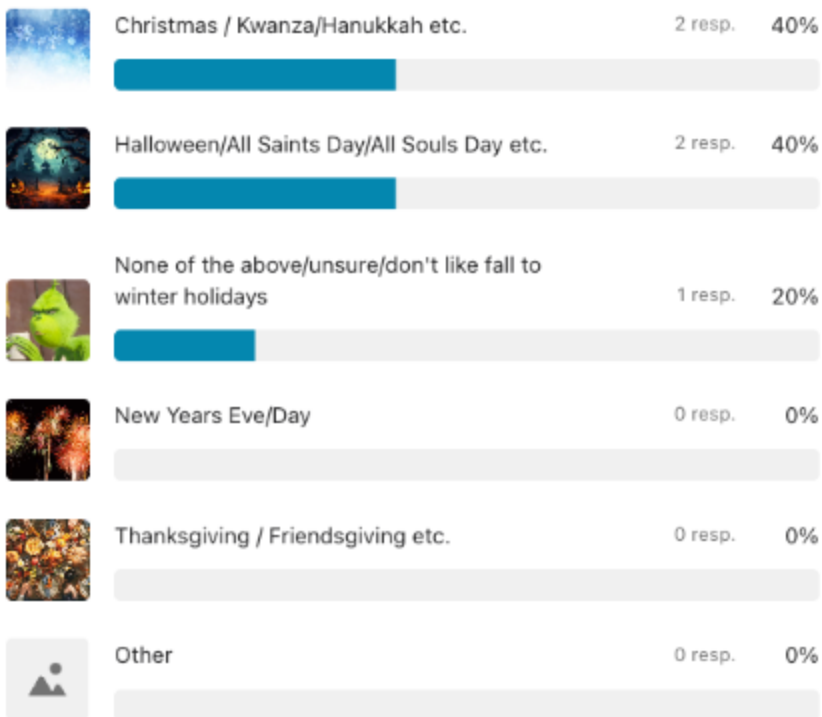 Christmas / Kwanza/Hanukkah etc. 2 resp. 40%
Halloween/All Saints Day/All Souls Day etc. 2 resp. 40%
None of the above/unsure/don't like fall to
winter holidays 1 resp. 20%
New Years Eve/Day 0 resp. 0%
Thanksgiving / Friendsgiving etc. 0 resp. 0%
Other 0 resp. 0%